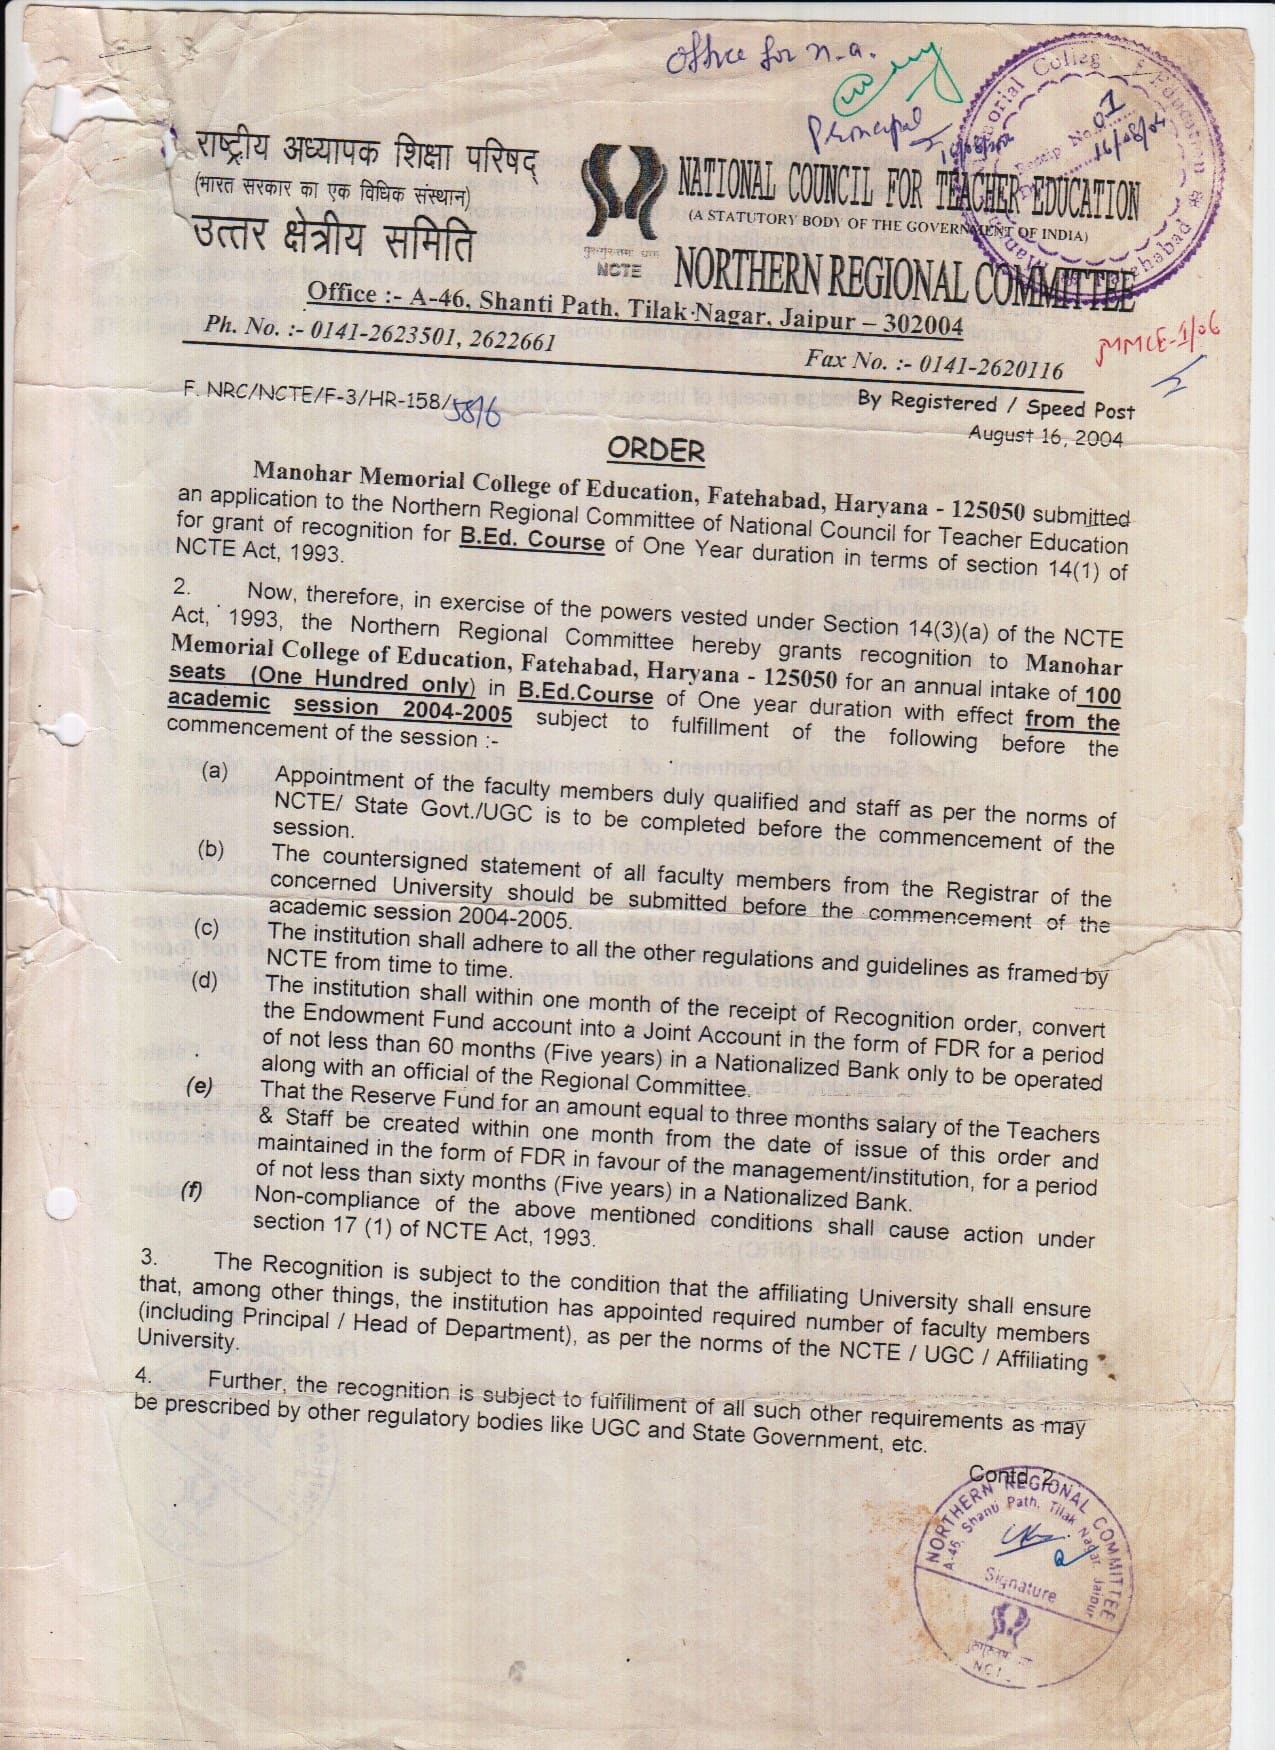 Office for n.a.
Principal
Receip No. 01
16/08/04
राष्ट्रीय अध्यापक शिक्षा परिषद्
(भारत सरकार का एक विधिक संस्थान)
उत्तर क्षेत्रीय समिति
NCTE
NATIONAL COUNCIL FOR TEACHER EDUCATION
(A STATUTORY BODY OF THE GOVERNMENT OF INDIA)
NORTHERN REGIONAL COMMITTEE
Office :- A-46, Shanti Path, Tilak Nagar, Jaipur – 302004
Ph. No. :- 0141-2623501, 2622661
Fax No. :- 0141-2620116
MMCE-1/06
F. NRC/NCTE/F-3/HR-158/5816
By Registered / Speed Post
August 16, 2004
ORDER
Manohar Memorial College of Education, Fatehabad, Haryana - 125050 submitted
an application to the Northern Regional Committee of National Council for Teacher Education
for grant of recognition for B.Ed. Course of One Year duration in terms of section 14(1) of
NCTE Act, 1993.
2. Now, therefore, in exercise of the powers vested under Section 14(3)(a) of the NCTE
Act, 1993, the Northern Regional Committee hereby grants recognition to Manohar
Memorial College of Education, Fatehabad, Haryana - 125050 for an annual intake of 100
seats (One Hundred only) in B.Ed.Course of One year duration with effect from the
academic session 2004-2005 subject to fulfillment of the following before the
commencement of the session :-
(a) Appointment of the faculty members duly qualified and staff as per the norms of
NCTE/ State Govt./UGC is to be completed before the commencement of the
session.
(b) The countersigned statement of all faculty members from the Registrar of the
concerned University should be submitted before the commencement of the
academic session 2004-2005.
(c) The institution shall adhere to all the other regulations and guidelines as framed by
NCTE from time to time.
(d) The institution shall within one month of the receipt of Recognition order, convert
the Endowment Fund account into a Joint Account in the form of FDR for a period
of not less than 60 months (Five years) in a Nationalized Bank only to be operated
along with an official of the Regional Committee.
(e) That the Reserve Fund for an amount equal to three months salary of the Teachers
& Staff be created within one month from the date of issue of this order and
maintained in the form of FDR in favour of the management/institution, for a period
of not less than sixty months (Five years) in a Nationalized Bank.
(f) Non-compliance of the above mentioned conditions shall cause action under
section 17 (1) of NCTE Act, 1993.
3. The Recognition is subject to the condition that the affiliating University shall ensure
that, among other things, the institution has appointed required number of faculty members
(including Principal / Head of Department), as per the norms of the NCTE / UGC / Affiliating
University.
4. Further, the recognition is subject to fulfillment of all such other requirements as may
be prescribed by other regulatory bodies like UGC and State Government, etc.
Contd. 2
NORTHERN REGIONAL COMMITTEE
A-46, Shanti Path, Tilak Nagar, Jaipur
Signature